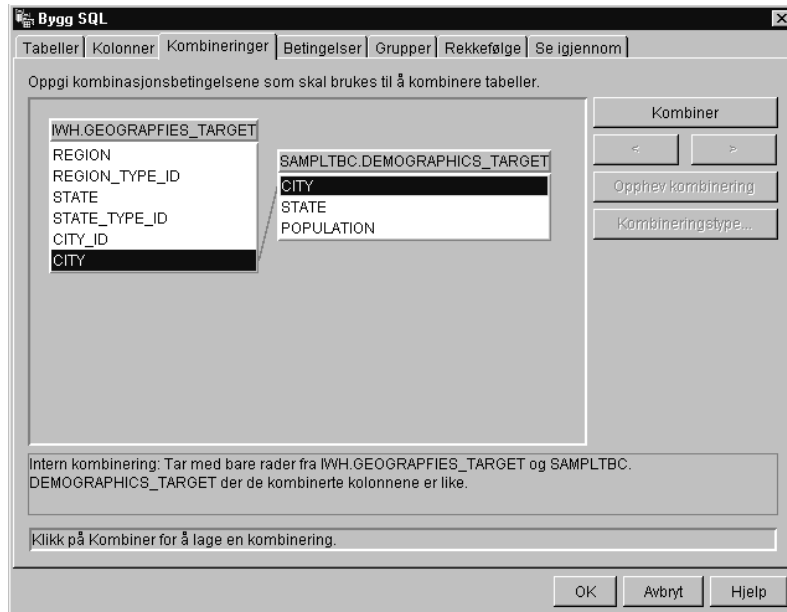 Bygg SQL
Tabeller Kolonner Kombineringer Betingelser Grupper Rekkefølge Se igjennom
Oppgi kombinasjonsbetingelsene som skal brukes til å kombinere tabeller.
IWH.GEOGRAPFIES_TARGET
REGION
REGION_TYPE_ID
STATE
STATE_TYPE_ID
CITY_ID
CITY
SAMPLTBC.DEMOGRAPHICS_TARGET
CITY
STATE
POPULATION
Kombiner
< >
Opphev kombinering
Kombineringstype...
Intern kombinering: Tar med bare rader fra IWH.GEOGRAPFIES_TARGET og SAMPLTBC.
DEMOGRAPHICS_TARGET der de kombinerte kolonnene er like.
Klikk på Kombiner for å lage en kombinering.
OK Avbryt Hjelp